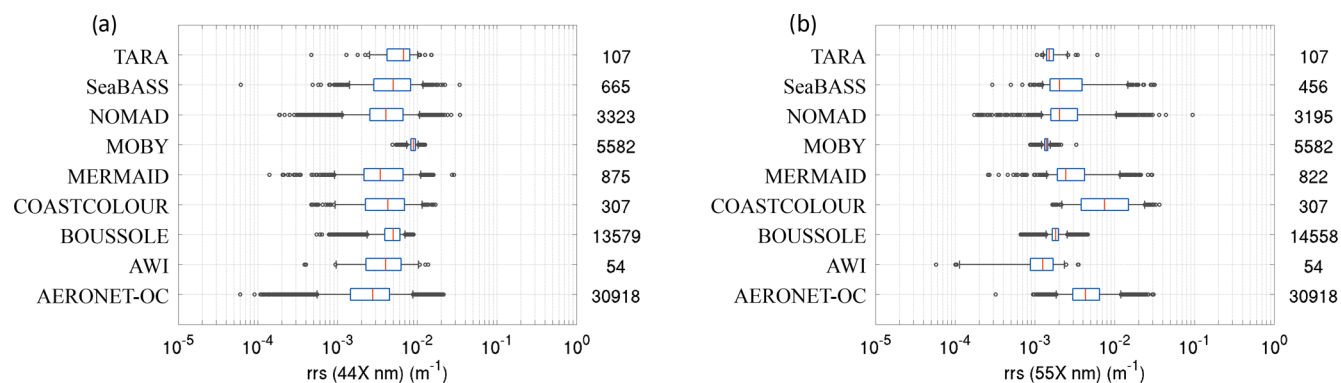 (a)
TARA 107
SeaBASS 665
NOMAD 3323
MOBY 5582
MERMAID 875
COASTCOLOUR 307
BOUSSOLE 13579
AWI 54
AERONET-OC 30918
10^-5 10^-4 10^-3 10^-2 10^-1 10^0
rrs (44X nm) (m^-1)
(b)
TARA 107
SeaBASS 456
NOMAD 3195
MOBY 5582
MERMAID 822
COASTCOLOUR 307
BOUSSOLE 14558
AWI 54
AERONET-OC 30918
10^-5 10^-4 10^-3 10^-2 10^-1 10^0
rrs (55X nm) (m^-1)